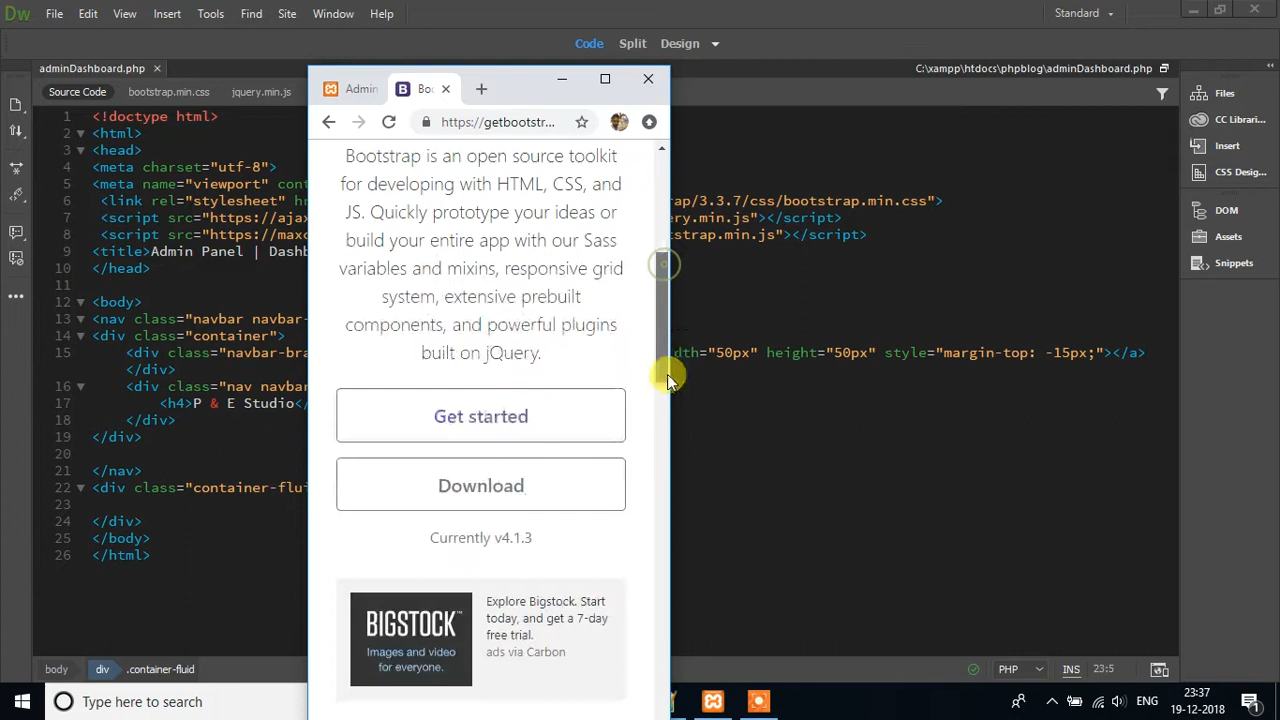 Dw File Edit View Insert Tools Find Site Window Help Standard
Code Split Design
adminDashboard.php C:\xampp\htdocs\phpblog\adminDashboard.php
Source Code bootstrap.min.css jquery.min.js
1 <!doctype html>
2 <html>
3 <head>
4 <meta charset="utf-8">
5 <meta name="viewport" cont
6 <link rel="stylesheet" hr ap/3.3.7/css/bootstrap.min.css">
7 <script src="https://ajax ery.min.js"></script>
8 <script src="https://maxc tstrap.min.js"></script>
9 <title>Admin Panel | Dashb
10 </head>
11
12 <body>
13 <nav class="navbar navbar-
14 <div class="container">
15 <div class="navbar-bra dth="50px" height="50px" style="margin-top: -15px;"></a>
</div>
16 <div class="nav navbar
17 <h4>P & E Studio</
18 </div>
19 </div>
20
21 </nav>
22 <div class="container-flui
23
24 </div>
25 </body>
26 </html>
Admin
Boo
https://getbootstr...
Bootstrap is an open source toolkit
for developing with HTML, CSS, and
JS. Quickly prototype your ideas or
build your entire app with our Sass
variables and mixins, responsive grid
system, extensive prebuilt
components, and powerful plugins
built on jQuery.
Get started
Download
Currently v4.1.3
BIGSTOCK™
Images and video
for everyone.
Explore Bigstock. Start
today, and get a 7-day
free trial.
ads via Carbon
Files
CC Librari...
Insert
CSS Desig...
DOM
Assets
Snippets
body div .container-fluid PHP INS 23:5
Type here to search
ENG
23:37
19-12-2018
1